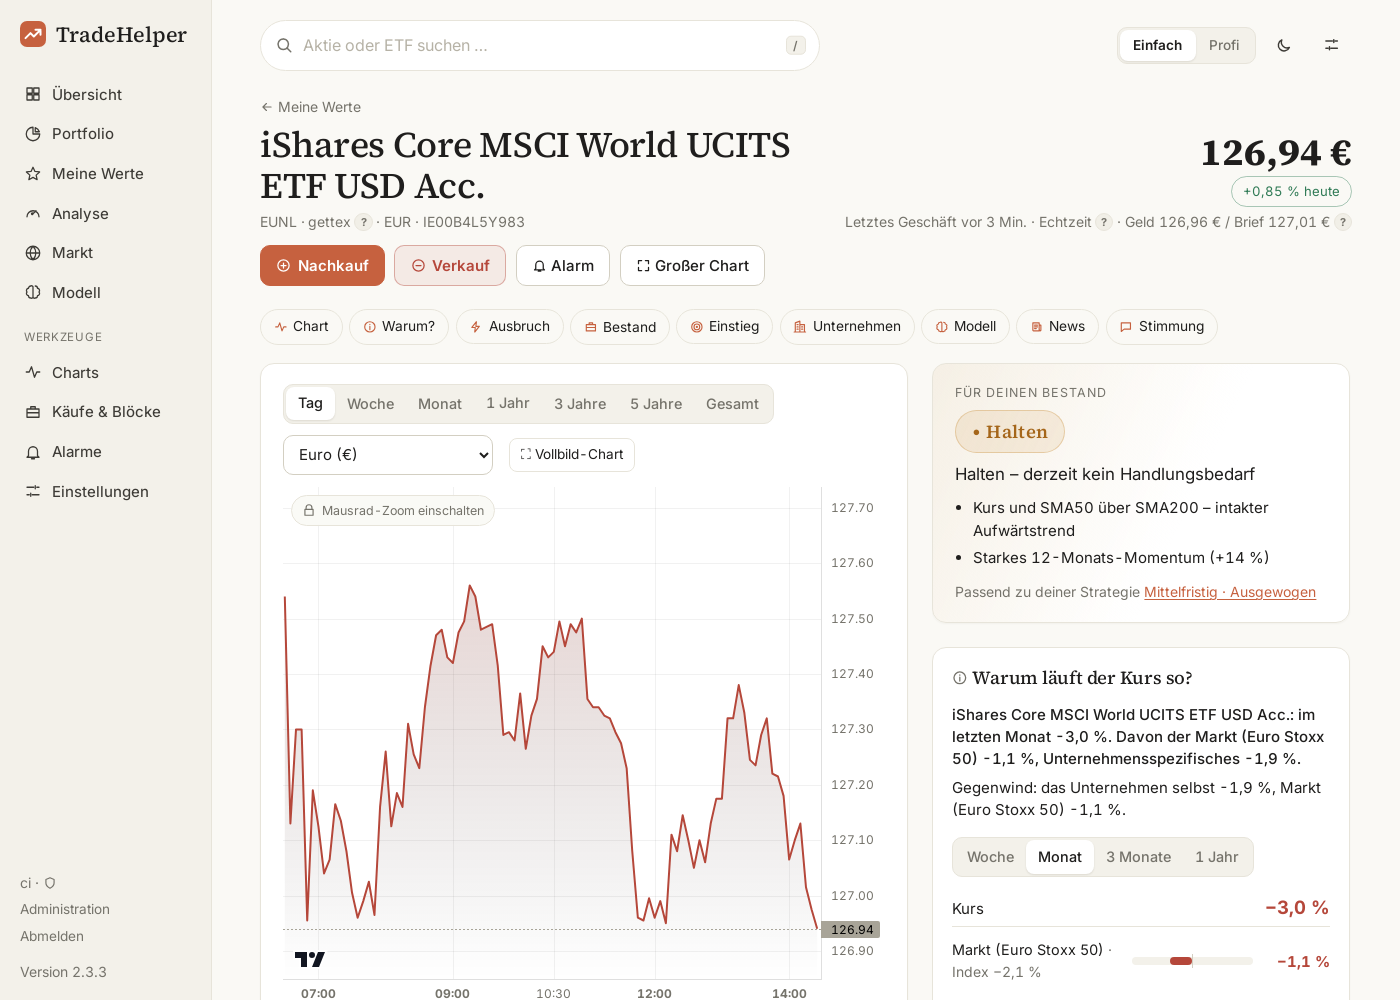 TradeHelper
Übersicht
Portfolio
Meine Werte
Analyse
Markt
Modell
WERKZEUGE
Charts
Käufe & Blöcke
Alarme
Einstellungen
ci ·
Administration
Abmelden
Version 2.3.3
Aktie oder ETF suchen …
/
Einfach
Profi
← Meine Werte
iShares Core MSCI World UCITS
ETF USD Acc.
EUNL · gettex ? · EUR · IE00B4L5Y983
126,94 €
+0,85 % heute
Letztes Geschäft vor 3 Min. · Echtzeit ? · Geld 126,96 € / Brief 127,01 € ?
Nachkauf
Verkauf
Alarm
Großer Chart
Chart
Warum?
Ausbruch
Bestand
Einstieg
Unternehmen
Modell
News
Stimmung
Tag
Woche
Monat
1 Jahr
3 Jahre
5 Jahre
Gesamt
Euro (€)
Vollbild-Chart
Mausrad-Zoom einschalten
127.70
127.60
127.50
127.40
127.30
127.20
127.10
127.00
126.94
126.90
07:00
09:00
10:30
12:00
14:00
FÜR DEINEN BESTAND
• Halten
Halten – derzeit kein Handlungsbedarf
• Kurs und SMA50 über SMA200 – intakter
Aufwärtstrend
• Starkes 12-Monats-Momentum (+14 %)
Passend zu deiner Strategie Mittelfristig · Ausgewogen
Warum läuft der Kurs so?
iShares Core MSCI World UCITS ETF USD Acc.: im
letzten Monat -3,0 %. Davon der Markt (Euro Stoxx
50) -1,1 %, Unternehmensspezifisches -1,9 %.
Gegenwind: das Unternehmen selbst -1,9 %, Markt
(Euro Stoxx 50) -1,1 %.
Woche
Monat
3 Monate
1 Jahr
Kurs
−3,0 %
Markt (Euro Stoxx 50) ·
Index −2,1 %
−1,1 %